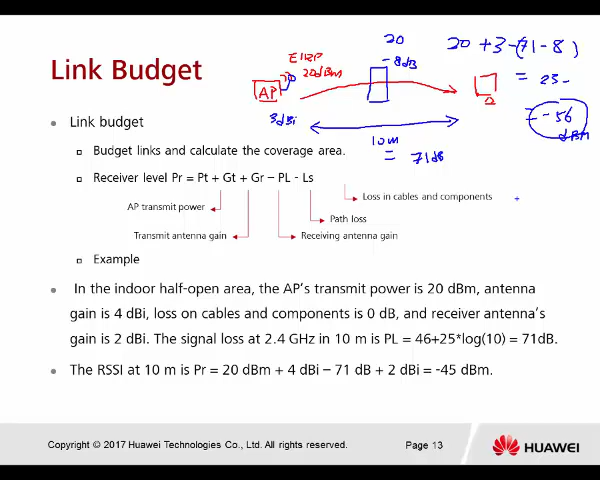 Link Budget
EIRP
20dBm
AP
3dBi
20
-8dB
10m
= 71dB
20 +3 -(71 - 8)
= 23-
= -56
dBm
Link budget
Budget links and calculate the coverage area.
Receiver level Pr = Pt + Gt + Gr – PL - Ls
Loss in cables and components
AP transmit power
Path loss
Transmit antenna gain
Receiving antenna gain
Example
In the indoor half-open area, the AP's transmit power is 20 dBm, antenna
gain is 4 dBi, loss on cables and components is 0 dB, and receiver antenna's
gain is 2 dBi. The signal loss at 2.4 GHz in 10 m is PL = 46+25*log(10) = 71dB.
The RSSI at 10 m is Pr = 20 dBm + 4 dBi – 71 dB + 2 dBi = -45 dBm.
Copyright © 2017 Huawei Technologies Co., Ltd. All rights reserved.
Page 13
HUAWEI